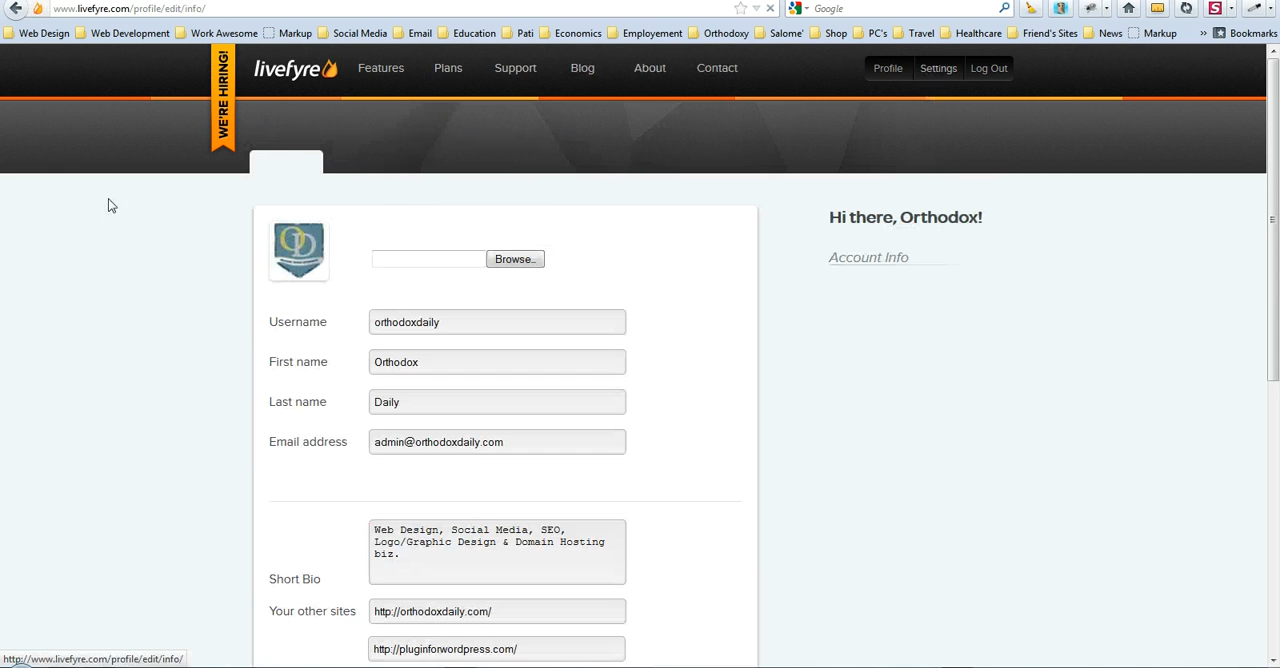 www.livefyre.com/profile/edit/info/
Google
Web Design Web Development Work Awesome Markup Social Media Email Education Pati Economics Employement Orthodoxy Salome' Shop PC's Travel Healthcare Friend's Sites News Markup » Bookmarks
WE'RE HIRING!
livefyre Features Plans Support Blog About Contact Profile Settings Log Out
OD
Hi there, Orthodox!
Browse..
Account Info
Username orthodoxdaily
First name Orthodox
Last name Daily
Email address admin@orthodoxdaily.com
Web Design, Social Media, SEO,
Logo/Graphic Design & Domain Hosting
biz.
Short Bio
Your other sites http://orthodoxdaily.com/
http://pluginforwordpress.com/
http://www.livefyre.com/profile/edit/info/